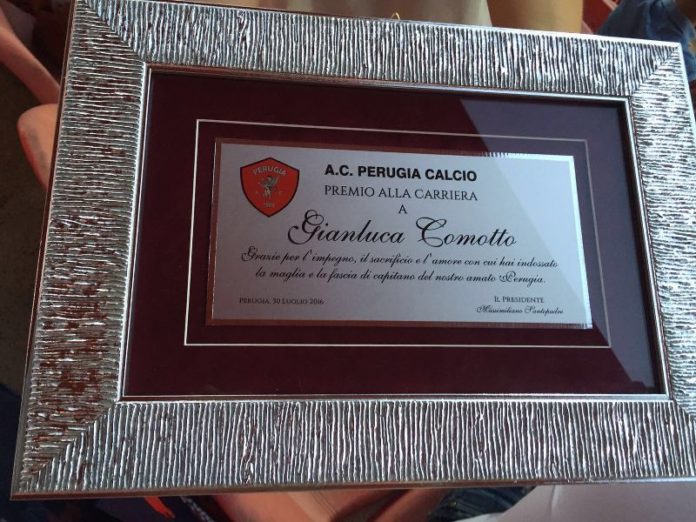 PERUGIA
A.C. PERUGIA CALCIO
PREMIO ALLA CARRIERA
A
Gianluca Comotto
Grazie per l'impegno, il sacrificio e l'amore con cui hai indossato
la maglia e la fascia di capitano del nostro amato Perugia.
PERUGIA, 30 LUGLIO 2016
IL PRESIDENTE
Massimiliano Santopadre